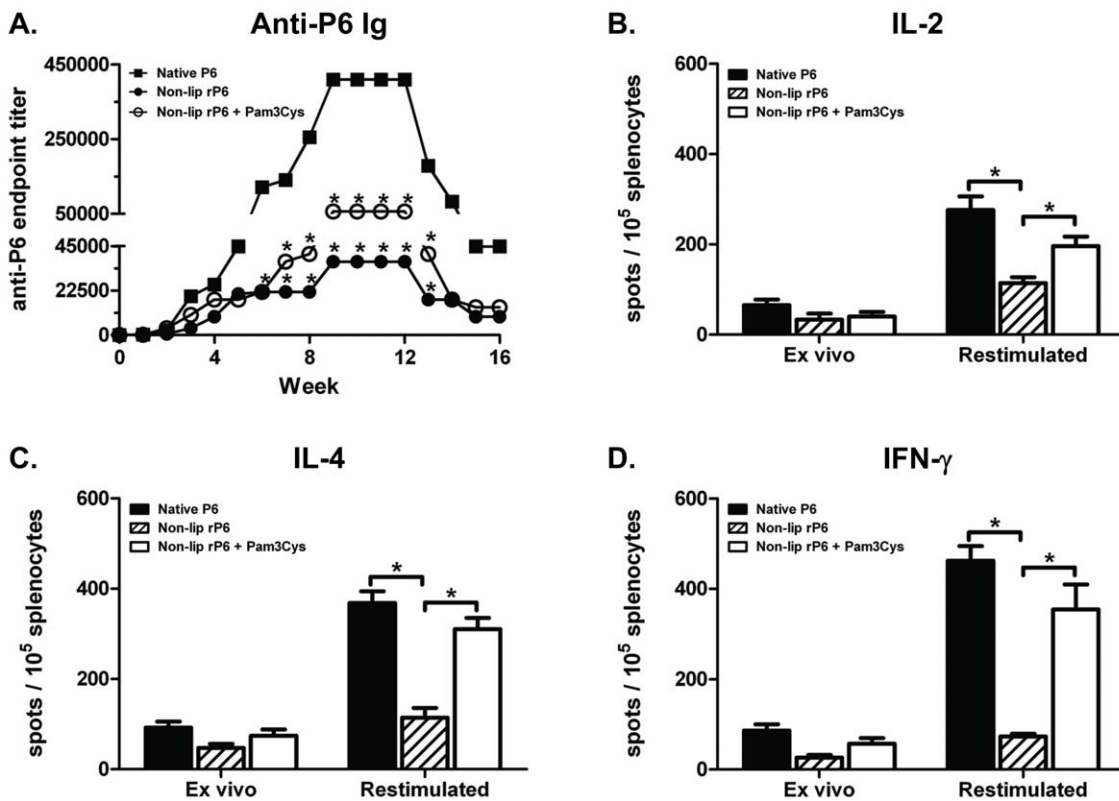 A.
Anti-P6 Ig
anti-P6 endpoint titer
450000
250000
50000
45000
22500
0
Native P6
Non-lip rP6
Non-lip rP6 + Pam3Cys
* * * *
* *
* * * *
* * *
*
*
0 4 8 12 16
Week
B.
IL-2
spots / 10⁵ splenocytes
600
400
200
0
Native P6
Non-lip rP6
Non-lip rP6 + Pam3Cys
*
*
Ex vivo Restimulated
C.
IL-4
spots / 10⁵ splenocytes
600
400
200
0
Native P6
Non-lip rP6
Non-lip rP6 + Pam3Cys
*
*
Ex vivo Restimulated
D.
IFN-γ
spots / 10⁵ splenocytes
600
400
200
0
Native P6
Non-lip rP6
Non-lip rP6 + Pam3Cys
*
*
Ex vivo Restimulated